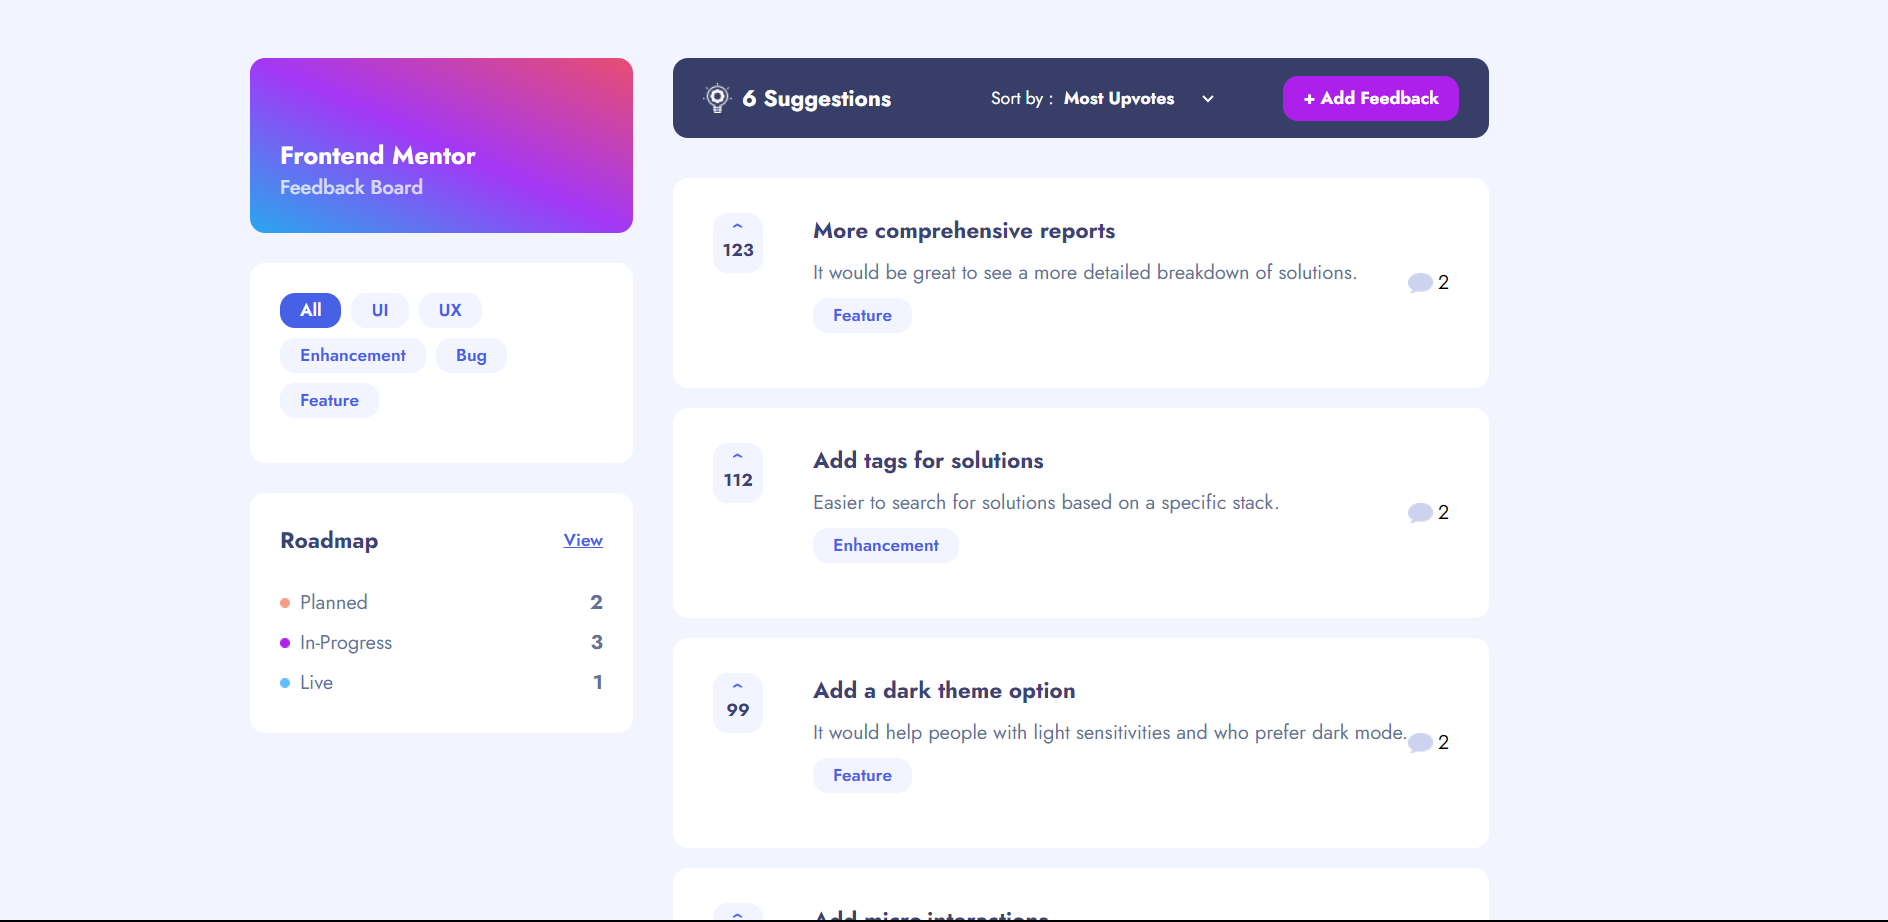 Frontend Mentor
Feedback Board
All UI UX
Enhancement Bug
Feature
Roadmap View
Planned 2
In-Progress 3
Live 1
6 Suggestions Sort by : Most Upvotes + Add Feedback
123
More comprehensive reports
It would be great to see a more detailed breakdown of solutions.
Feature
2
112
Add tags for solutions
Easier to search for solutions based on a specific stack.
Enhancement
2
99
Add a dark theme option
It would help people with light sensitivities and who prefer dark mode.
Feature
2
Add micro-interactions